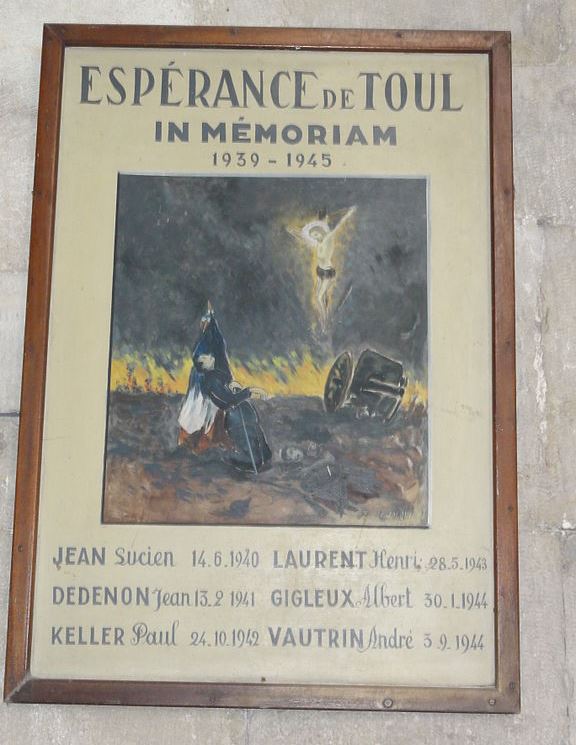 ESPÉRANCE DE TOUL
IN MÉMORIAM
1939 - 1945
JEAN Lucien 14.6.1940 LAURENT Henri 28.5.1943
DEDENON Jean 13.2 1941 GIGLEUX Albert 30.1.1944
KELLER Paul 24.10.1942 VAUTRIN André 3.9.1944